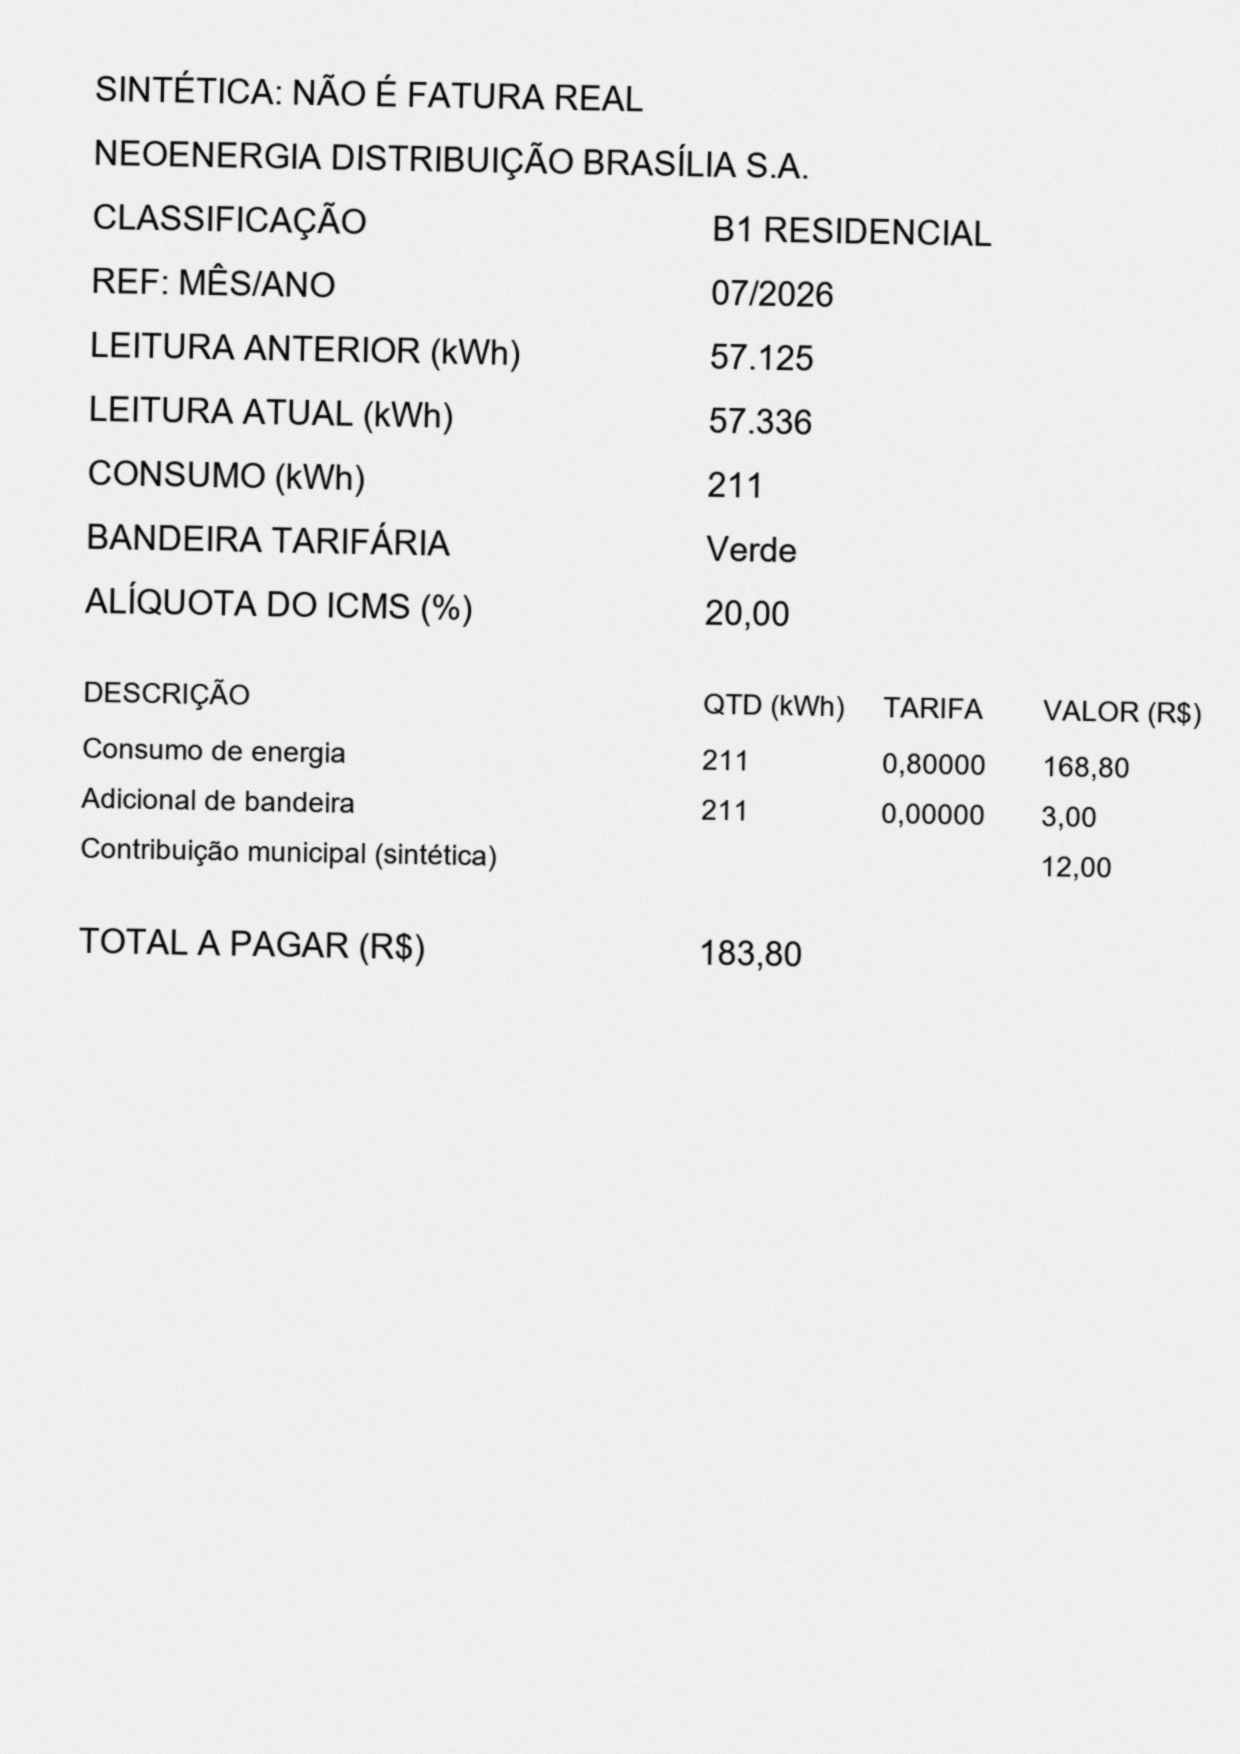 SINTÉTICA: NÃO É FATURA REAL
NEOENERGIA DISTRIBUIÇÃO BRASÍLIA S.A.
CLASSIFICAÇÃO B1 RESIDENCIAL
REF: MÊS/ANO 07/2026
LEITURA ANTERIOR (kWh) 57.125
LEITURA ATUAL (kWh) 57.336
CONSUMO (kWh) 211
BANDEIRA TARIFÁRIA Verde
ALÍQUOTA DO ICMS (%) 20,00
DESCRIÇÃO QTD (kWh) TARIFA VALOR (R$)
Consumo de energia 211 0,80000 168,80
Adicional de bandeira 211 0,00000 3,00
Contribuição municipal (sintética) 12,00
TOTAL A PAGAR (R$) 183,80